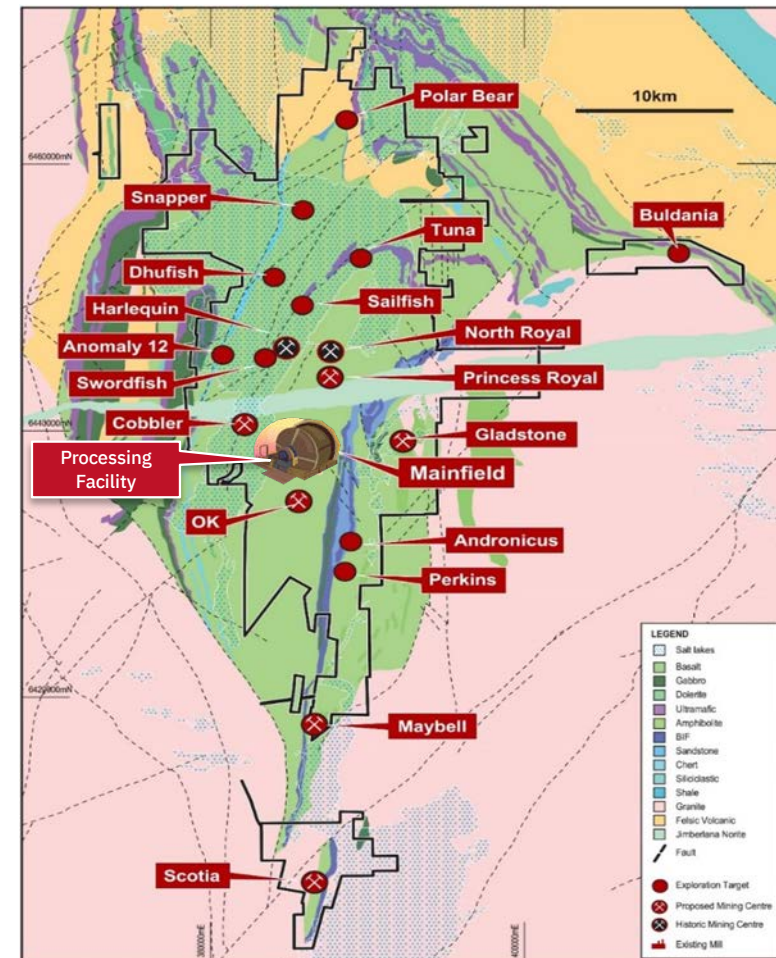 Polar Bear
10km
6460000mN
Snapper
Buldania
Tuna
Dhufish
Harlequin
Sailfish
Anomaly 12
North Royal
Swordfish
Princess Royal
Cobbler
6440000mN
Gladstone
Processing
Facility
Mainfield
OK
Andronicus
Perkins
LEGEND
Salt lakes
Basalt
Gabbro
Dolerite
Ultramafic
Amphibolite
BIF
Sandstone
Chert
Siliciclastic
Shale
Granite
Felsic Volcanic
Jimberlana Norite
Fault
Exploration Target
Proposed Mining Centre
Historic Mining Centre
Existing Mill
6420000mN
Maybell
Scotia